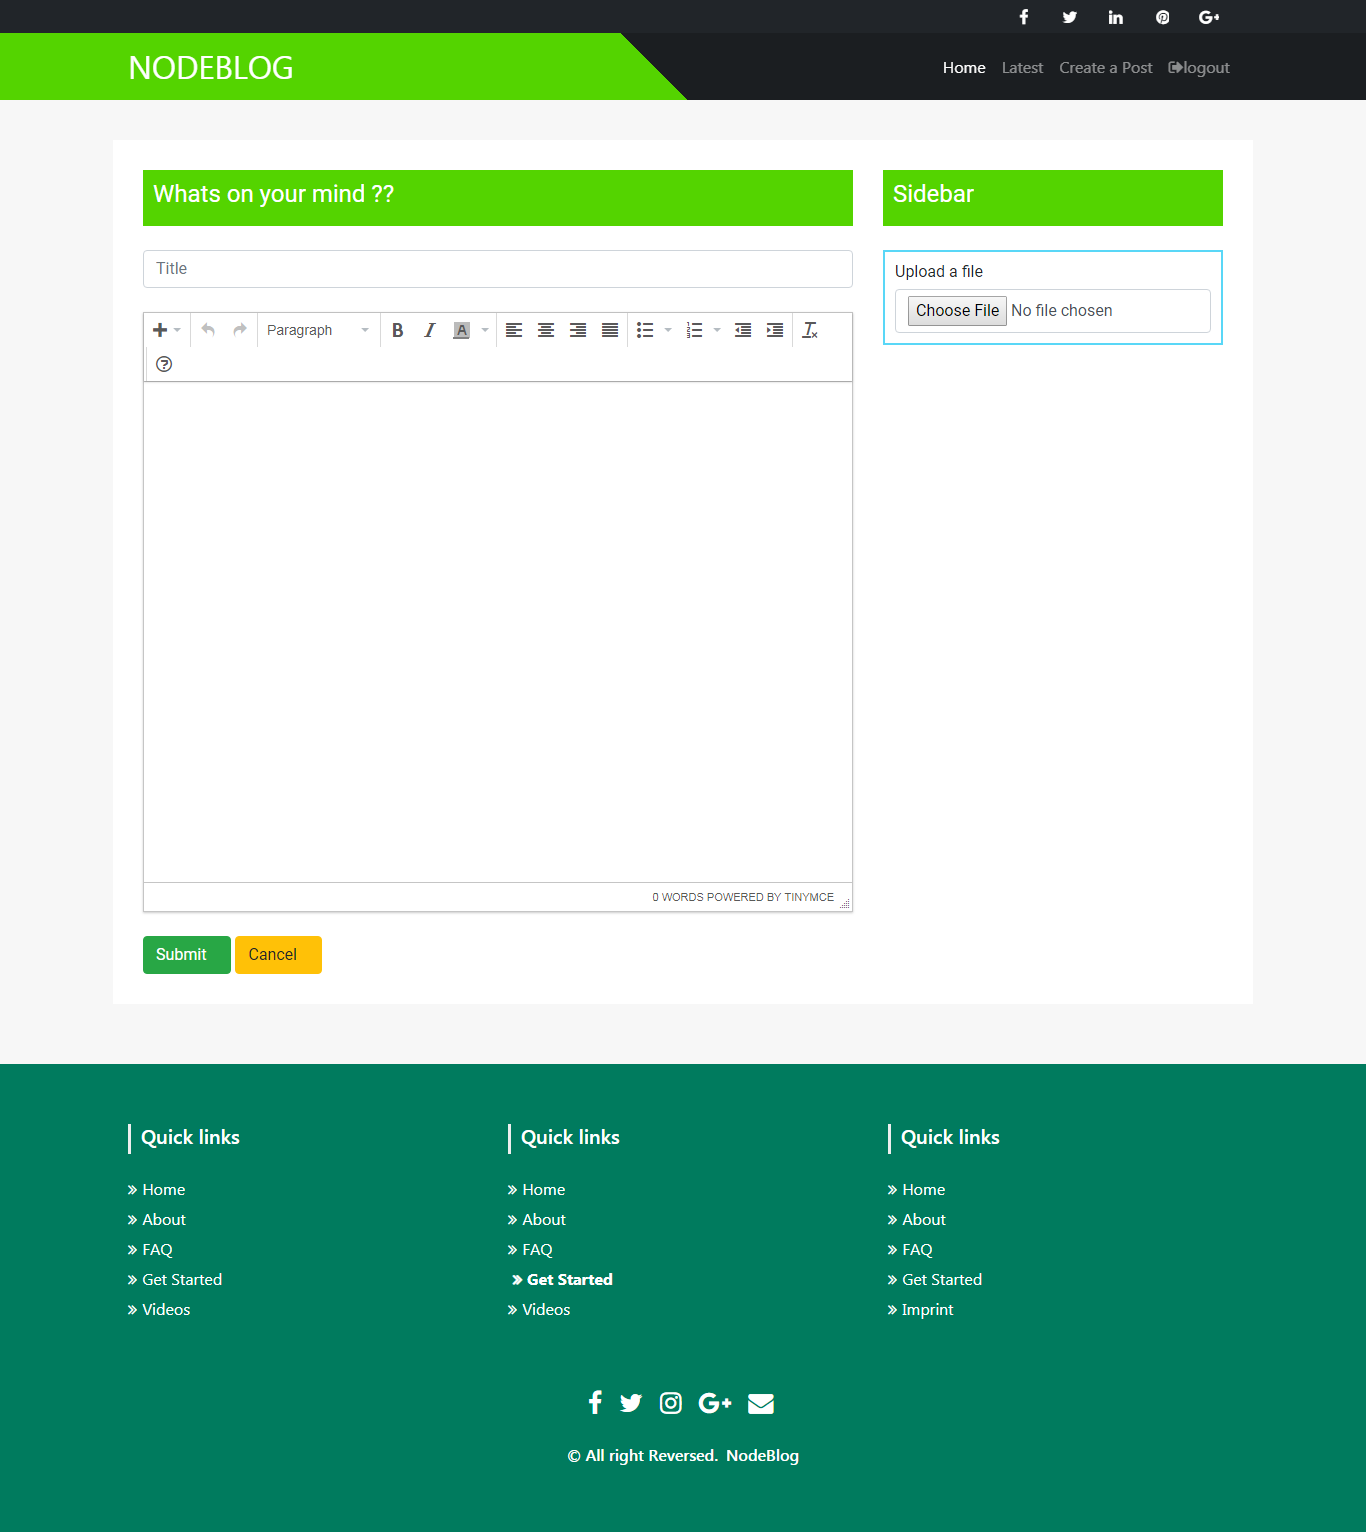 NODEBLOG
Home Latest Create a Post logout
Whats on your mind ??
Sidebar
Title
Upload a file
Choose File No file chosen
Paragraph
0 WORDS POWERED BY TINYMCE
Submit Cancel
Quick links Quick links Quick links
» Home » Home » Home
» About » About » About
» FAQ » FAQ » FAQ
» Get Started » Get Started » Get Started
» Videos » Videos » Imprint
© All right Reversed. NodeBlog